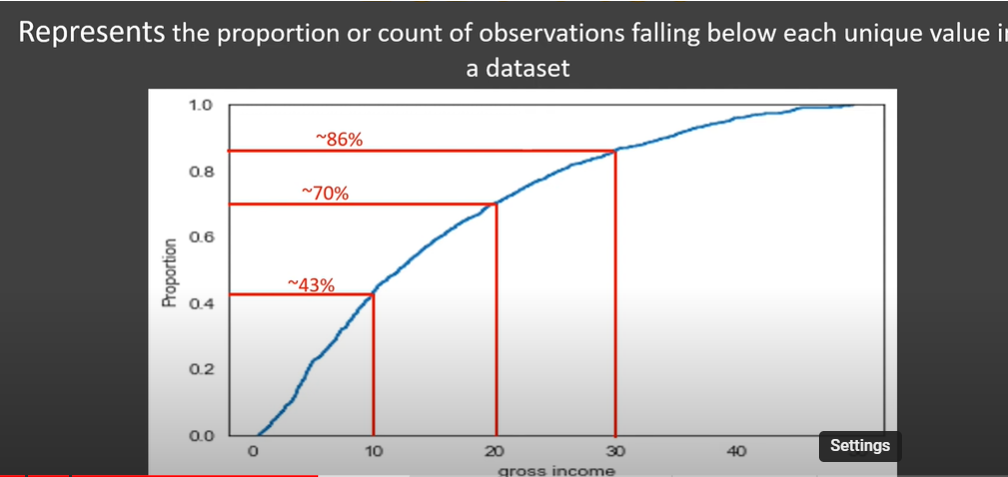 Represents the proportion or count of observations falling below each unique value i
a dataset
1.0
~86%
0.8
~70%
0.6
Proportion
~43%
0.4
0.2
0.0
0 10 20 30 40
Settings
gross income